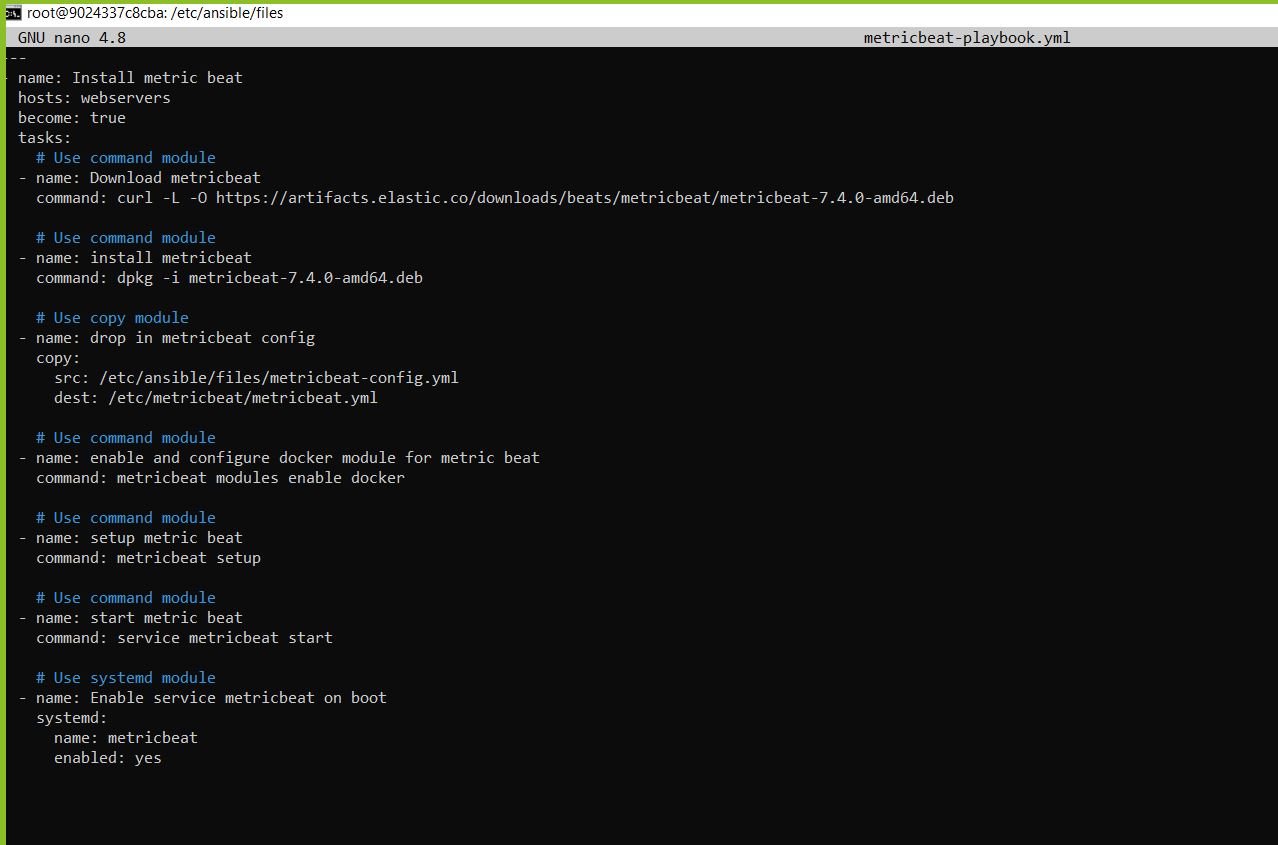 root@9024337c8cba: /etc/ansible/files
GNU nano 4.8 metricbeat-playbook.yml
---
- name: Install metric beat
  hosts: webservers
  become: true
  tasks:
    # Use command module
  - name: Download metricbeat
    command: curl -L -O https://artifacts.elastic.co/downloads/beats/metricbeat/metricbeat-7.4.0-amd64.deb
    # Use command module
  - name: install metricbeat
    command: dpkg -i metricbeat-7.4.0-amd64.deb
    # Use copy module
  - name: drop in metricbeat config
    copy:
      src: /etc/ansible/files/metricbeat-config.yml
      dest: /etc/metricbeat/metricbeat.yml
    # Use command module
  - name: enable and configure docker module for metric beat
    command: metricbeat modules enable docker
    # Use command module
  - name: setup metric beat
    command: metricbeat setup
    # Use command module
  - name: start metric beat
    command: service metricbeat start
    # Use systemd module
  - name: Enable service metricbeat on boot
    systemd:
      name: metricbeat
      enabled: yes